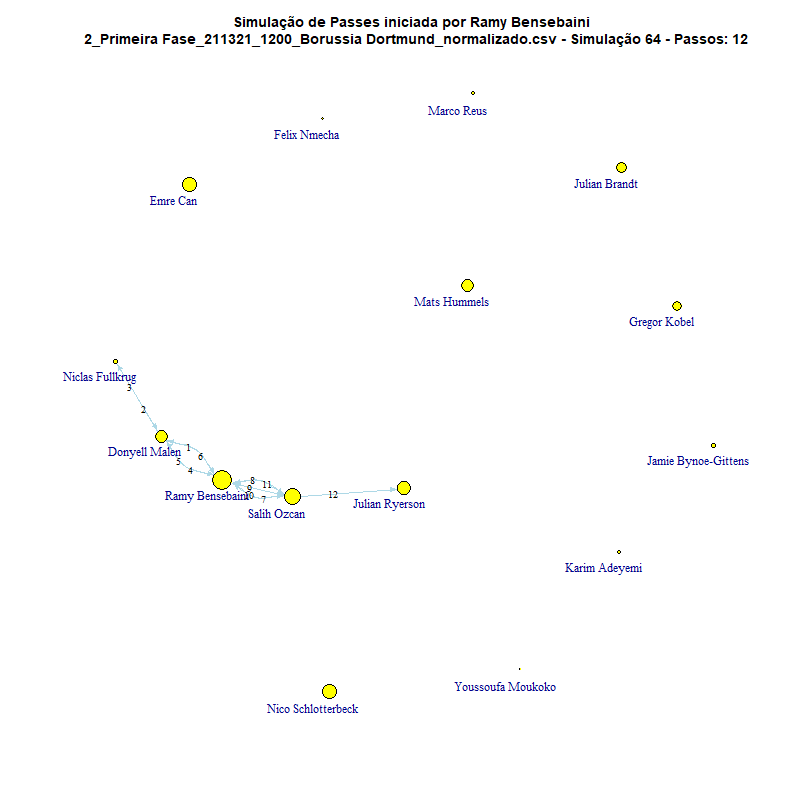 Simulação de Passes iniciada por Ramy Bensebaini
2_Primeira Fase_211321_1200_Borussia Dortmund_normalizado.csv - Simulação 64 - Passos: 12
Marco Reus
Felix Nmecha
Julian Brandt
Emre Can
Mats Hummels
Gregor Kobel
Niclas Fullkrug
3
2
Donyell Malen
1
6
5
4
Jamie Bynoe-Gittens
Ramy Bensebaini
8
11
9
10
7
12
Salih Ozcan
Julian Ryerson
Karim Adeyemi
Youssoufa Moukoko
Nico Schlotterbeck